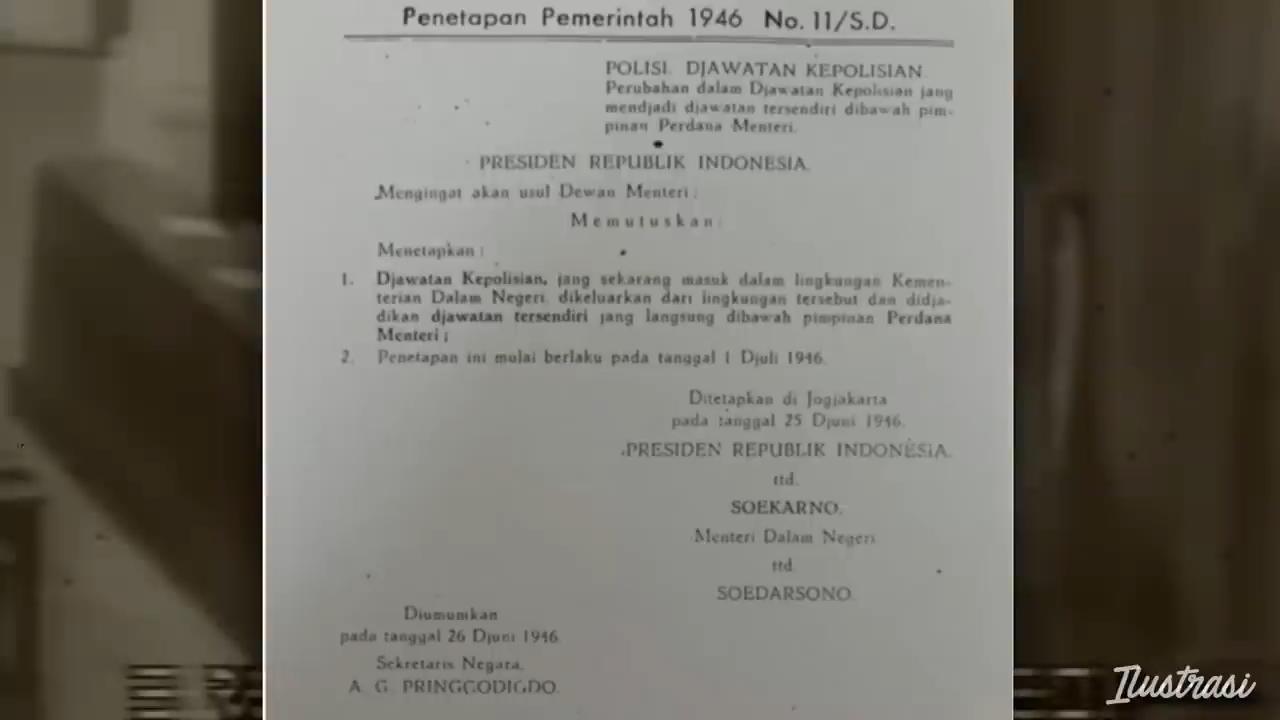 Penetapan Pemerintah 1946 No. 11/S.D.
POLISI. DJAWATAN KEPOLISIAN.
Perubahan dalam Djawatan Kepolisian jang
mendjadi djawatan tersendiri dibawah pim-
pinan Perdana Menteri.
PRESIDEN REPUBLIK INDONESIA.
Mengingat akan usul Dewan Menteri;
Memutuskan:
Menetapkan:
1. Djawatan Kepolisian, jang sekarang masuk dalam lingkungan Kemen-
terian Dalam Negeri, dikeluarkan dari lingkungan tersebut dan didja-
dikan djawatan tersendiri jang langsung dibawah pimpinan Perdana
Menteri;
2. Penetapan ini mulai berlaku pada tanggal 1 Djuli 1946.
Ditetapkan di Jogjakarta
pada tanggal 25 Djuni 1946.
PRESIDEN REPUBLIK INDONESIA.
ttd.
SOEKARNO.
Menteri Dalam Negeri
ttd.
SOEDARSONO.
Diumumkan
pada tanggal 26 Djuni 1946.
Sekretaris Negara,
A. G. PRINGGODIGDO.
Ilustrasi